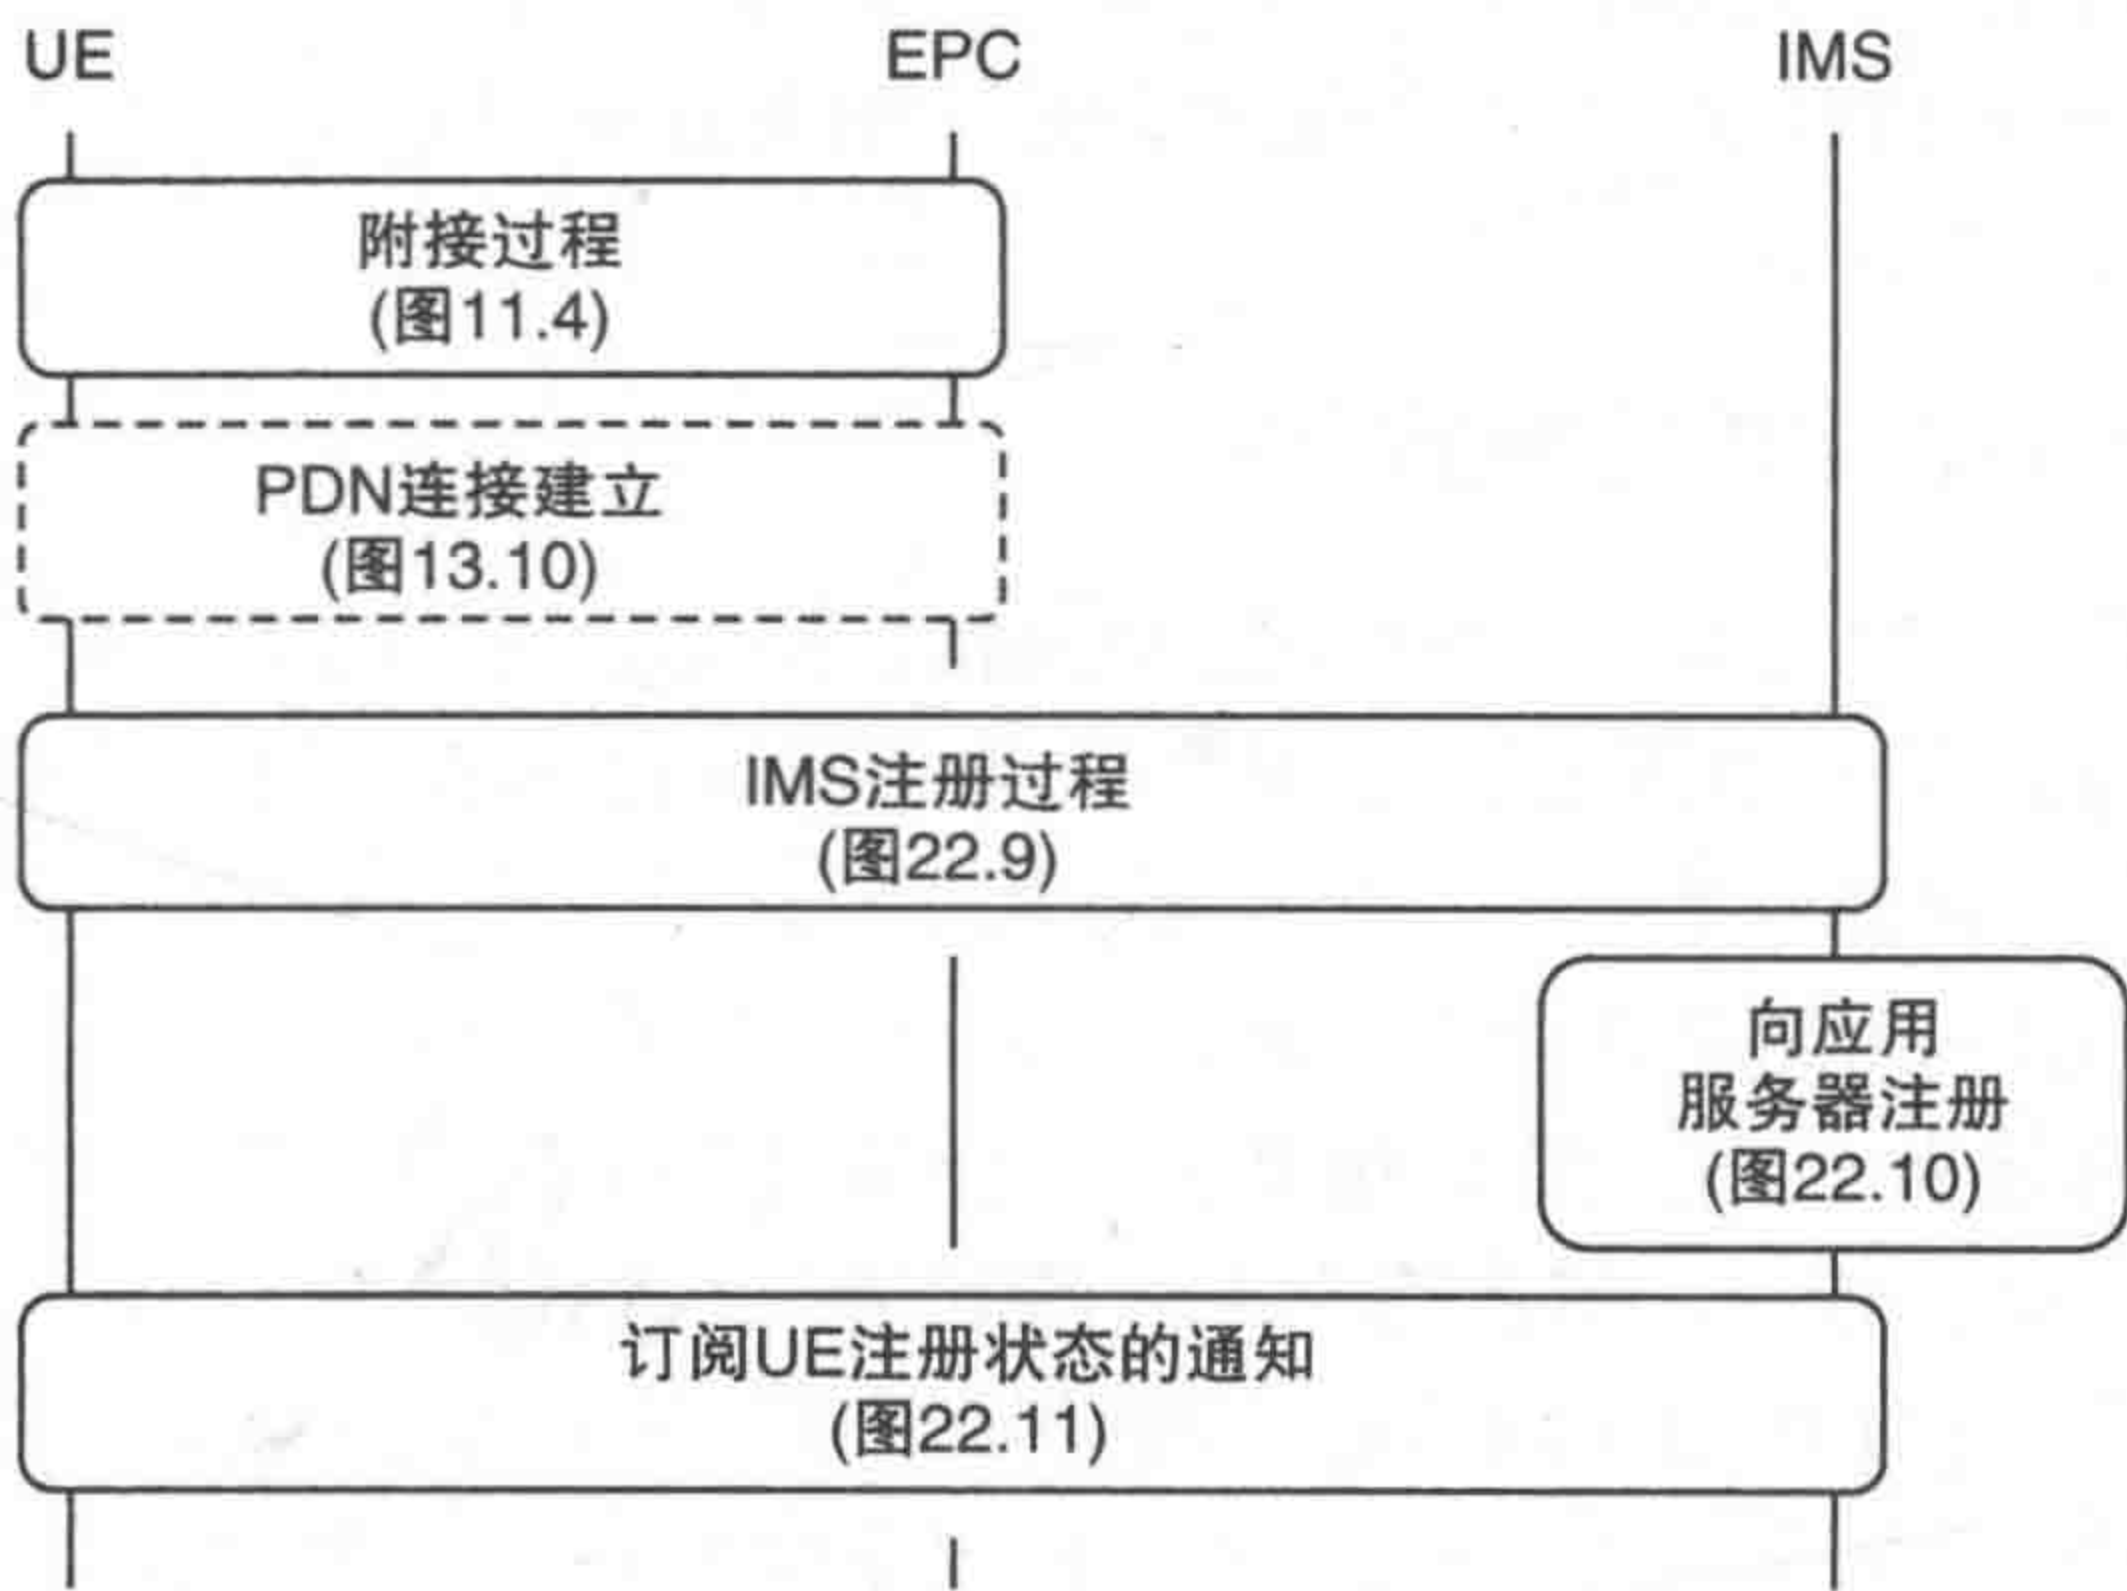 UE
EPC
IMS
附接过程
(图11.4)
PDN连接建立
(图13.10)
IMS注册过程
(图22.9)
向应用
服务器注册
(图22.10)
订阅UE注册状态的通知
(图22.11)